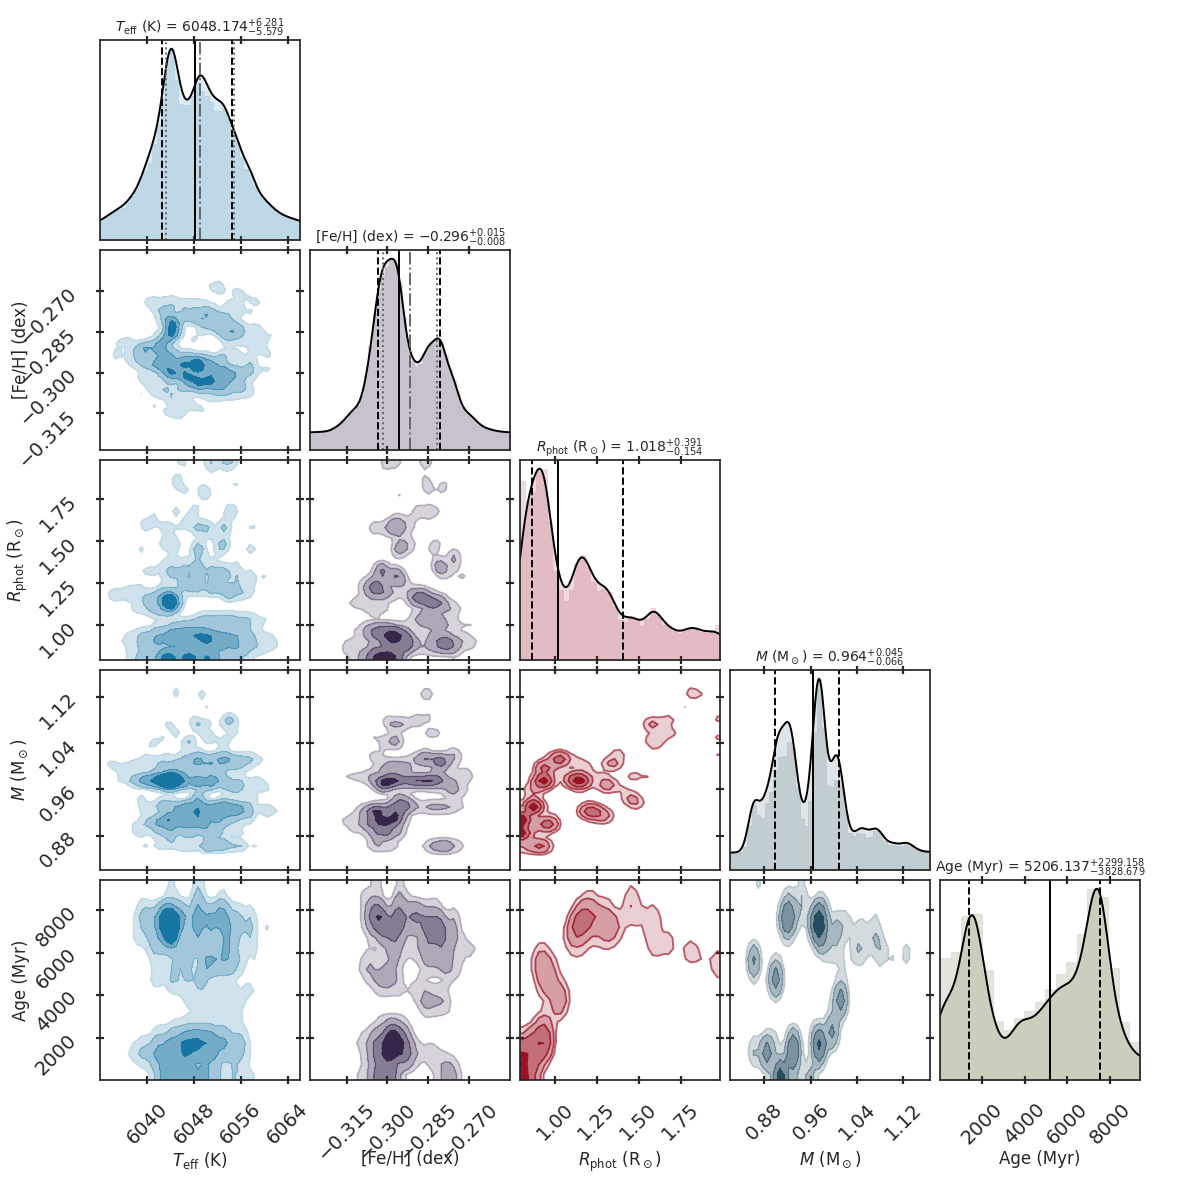 T_eff (K) = 6048.174 +6.281 −5.579
[Fe/H] (dex) = −0.296 +0.015 −0.008
[Fe/H] (dex)
−0.270
−0.285
−0.300
−0.315
R_phot (R⊙) = 1.018 +0.391 −0.154
R_phot (R⊙)
1.75
1.50
1.25
1.00
M (M⊙) = 0.964 +0.045 −0.066
M (M⊙)
1.12
1.04
0.96
0.88
Age (Myr) = 5206.137 +2299.158 −3828.679
Age (Myr)
8000
6000
4000
2000
6040 6048 6056 6064
−0.315 −0.300 −0.285 −0.270
1.00 1.25 1.50 1.75
0.88 0.96 1.04 1.12
2000 4000 6000 8000
T_eff (K) [Fe/H] (dex) R_phot (R⊙) M (M⊙) Age (Myr)